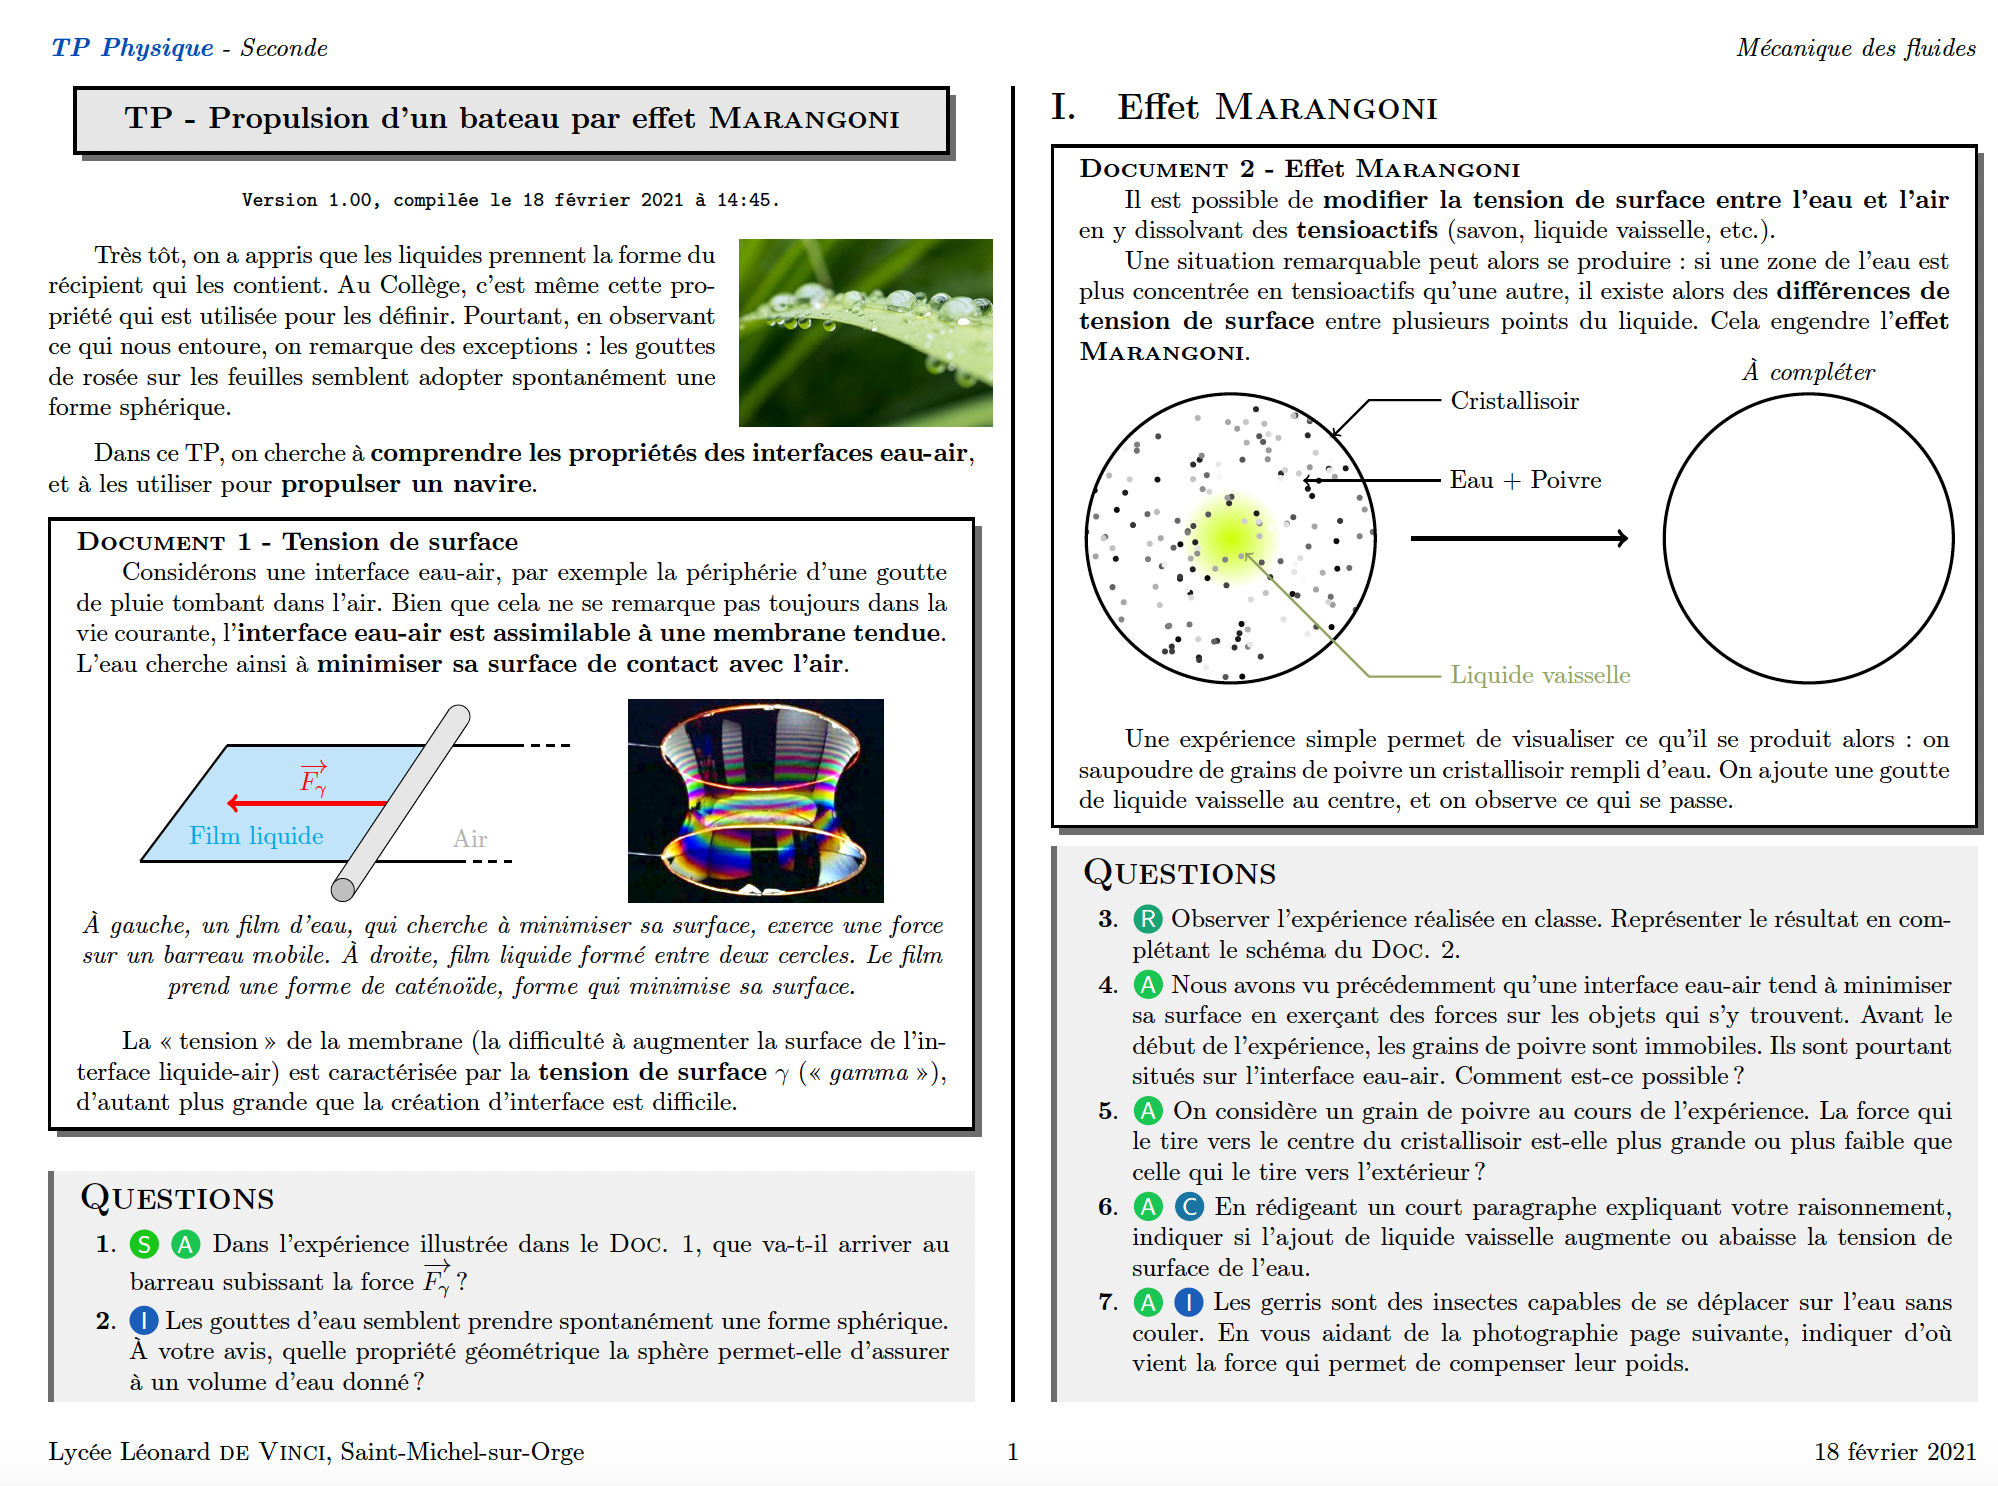 TP Physique - Seconde
Mécanique des fluides
TP - Propulsion d'un bateau par effet MARANGONI
Version 1.00, compilée le 18 février 2021 à 14:45.
Très tôt, on a appris que les liquides prennent la forme du
récipient qui les contient. Au Collège, c'est même cette pro-
priété qui est utilisée pour les définir. Pourtant, en observant
ce qui nous entoure, on remarque des exceptions : les gouttes
de rosée sur les feuilles semblent adopter spontanément une
forme sphérique.
Dans ce TP, on cherche à comprendre les propriétés des interfaces eau-air,
et à les utiliser pour propulser un navire.
DOCUMENT 1 - Tension de surface
Considérons une interface eau-air, par exemple la périphérie d'une goutte
de pluie tombant dans l'air. Bien que cela ne se remarque pas toujours dans la
vie courante, l'interface eau-air est assimilable à une membrane tendue.
L'eau cherche ainsi à minimiser sa surface de contact avec l'air.
F⃗γ
Film liquide
Air
À gauche, un film d'eau, qui cherche à minimiser sa surface, exerce une force
sur un barreau mobile. À droite, film liquide formé entre deux cercles. Le film
prend une forme de caténoïde, forme qui minimise sa surface.
La « tension » de la membrane (la difficulté à augmenter la surface de l'in-
terface liquide-air) est caractérisée par la tension de surface γ (« gamma »),
d'autant plus grande que la création d'interface est difficile.
QUESTIONS
1. S A Dans l'expérience illustrée dans le DOC. 1, que va-t-il arriver au
barreau subissant la force F⃗γ ?
2. I Les gouttes d'eau semblent prendre spontanément une forme sphérique.
À votre avis, quelle propriété géométrique la sphère permet-elle d'assurer
à un volume d'eau donné ?
I. Effet MARANGONI
DOCUMENT 2 - Effet MARANGONI
Il est possible de modifier la tension de surface entre l'eau et l'air
en y dissolvant des tensioactifs (savon, liquide vaisselle, etc.).
Une situation remarquable peut alors se produire : si une zone de l'eau est
plus concentrée en tensioactifs qu'une autre, il existe alors des différences de
tension de surface entre plusieurs points du liquide. Cela engendre l'effet
MARANGONI.
À compléter
Cristallisoir
Eau + Poivre
Liquide vaisselle
Une expérience simple permet de visualiser ce qu'il se produit alors : on
saupoudre de grains de poivre un cristallisoir rempli d'eau. On ajoute une goutte
de liquide vaisselle au centre, et on observe ce qui se passe.
QUESTIONS
3. R Observer l'expérience réalisée en classe. Représenter le résultat en com-
plétant le schéma du DOC. 2.
4. A Nous avons vu précédemment qu'une interface eau-air tend à minimiser
sa surface en exerçant des forces sur les objets qui s'y trouvent. Avant le
début de l'expérience, les grains de poivre sont immobiles. Ils sont pourtant
situés sur l'interface eau-air. Comment est-ce possible ?
5. A On considère un grain de poivre au cours de l'expérience. La force qui
le tire vers le centre du cristallisoir est-elle plus grande ou plus faible que
celle qui le tire vers l'extérieur ?
6. A C En rédigeant un court paragraphe expliquant votre raisonnement,
indiquer si l'ajout de liquide vaisselle augmente ou abaisse la tension de
surface de l'eau.
7. A I Les gerris sont des insectes capables de se déplacer sur l'eau sans
couler. En vous aidant de la photographie page suivante, indiquer d'où
vient la force qui permet de compenser leur poids.
Lycée Léonard DE VINCI, Saint-Michel-sur-Orge
1
18 février 2021